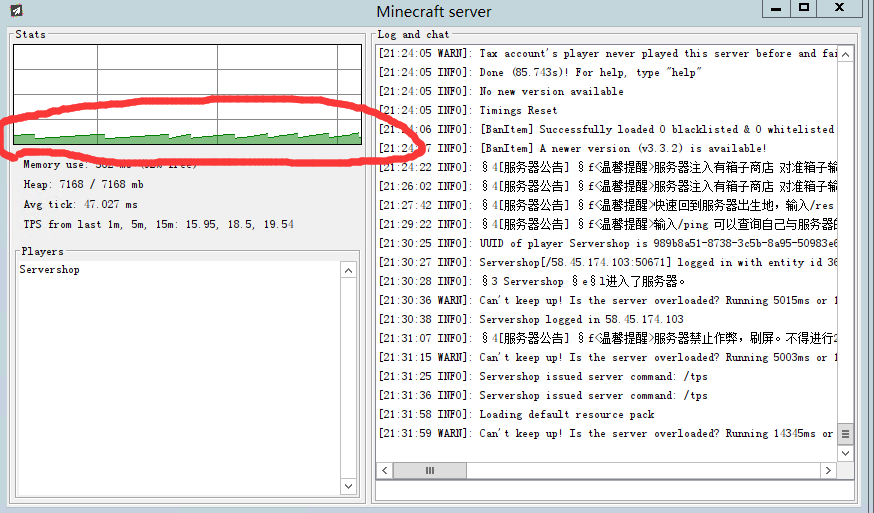 Minecraft server
Stats
Memory use:
Heap: 7168 / 7168 mb
Avg tick: 47.027 ms
TPS from last 1m, 5m, 15m: 15.95, 18.5, 19.54
Players
Servershop
Log and chat
[21:24:05 WARN]: Tax account's player never played this server before and fai
[21:24:05 INFO]: Done (85.743s)! For help, type "help"
[21:24:05 INFO]: No new version available
[21:24:05 INFO]: Timings Reset
[21:24:06 INFO]: [BanItem] Successfully loaded 0 blacklisted & 0 whitelisted
INFO]: [BanItem] A newer version (v3.3.2) is available!
[21:24:22 INFO]: §4[服务器公告] §f<温馨提醒>服务器注入有箱子商店 对准箱子输
[21:26:02 INFO]: §4[服务器公告] §f<温馨提醒>服务器注入有箱子商店 对准箱子输
[21:27:42 INFO]: §4[服务器公告] §f<温馨提醒>快速回到服务器出生地，输入/res
[21:29:22 INFO]: §4[服务器公告] §f<温馨提醒>输入/ping 可以查询自己与服务器的
[21:30:25 INFO]: UUID of player Servershop is 989b8a51-8738-3c5b-8a95-50983e6
[21:30:27 INFO]: Servershop[/58.45.174.103:50671] logged in with entity id 36
[21:30:28 INFO]: §3 Servershop §e§l进入了服务器。
[21:30:36 WARN]: Can't keep up! Is the server overloaded? Running 5015ms or 1
[21:30:38 INFO]: Servershop logged in 58.45.174.103
[21:31:07 INFO]: §4[服务器公告] §f<温馨提醒>服务器禁止作弊，刷屏。不得进行2
[21:31:15 WARN]: Can't keep up! Is the server overloaded? Running 5003ms or 1
[21:31:25 INFO]: Servershop issued server command: /tps
[21:31:36 INFO]: Servershop issued server command: /tps
[21:31:58 INFO]: Loading default resource pack
[21:31:59 WARN]: Can't keep up! Is the server overloaded? Running 14345ms or